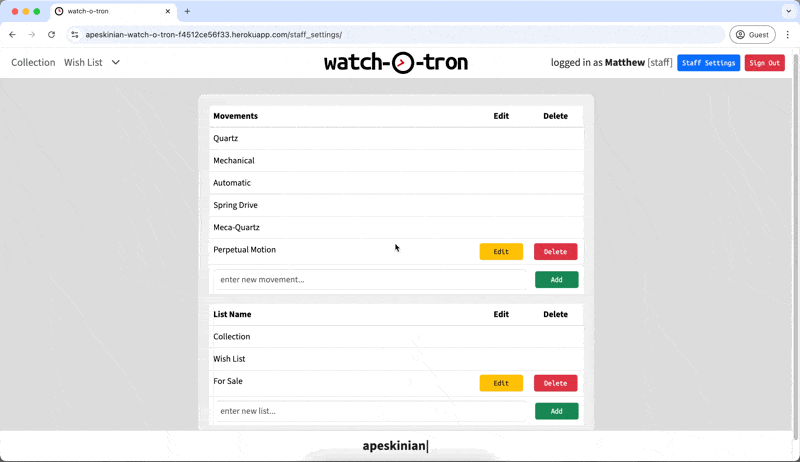 watch-o-tron
apeskinian-watch-o-tron-f4512ce56f33.herokuapp.com/staff_settings/
Guest
Collection Wish List watch-o-tron logged in as Matthew [staff] Staff Settings Sign Out
Movements Edit Delete
Quartz
Mechanical
Automatic
Spring Drive
Meca-Quartz
Perpetual Motion Edit Delete
enter new movement... Add
List Name Edit Delete
Collection
Wish List
For Sale Edit Delete
enter new list... Add
apeskinian|